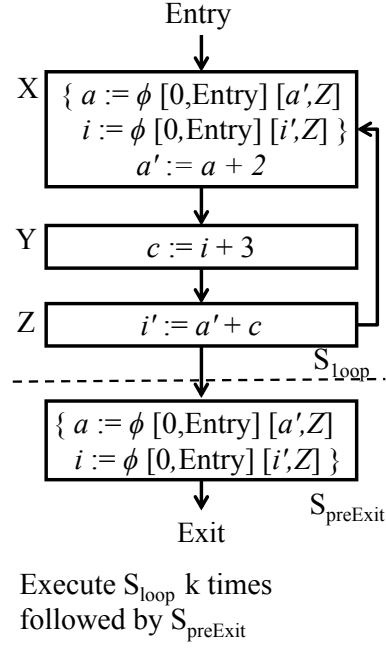 Entry
X
{ a := ϕ [0,Entry] [a′,Z]
i := ϕ [0,Entry] [i′,Z] }
a′ := a + 2
Y
c := i + 3
Z
i′ := a′ + c
S_loop
{ a := ϕ [0,Entry] [a′,Z]
i := ϕ [0,Entry] [i′,Z] }
S_preExit
Exit
Execute S_loop k times
followed by S_preExit